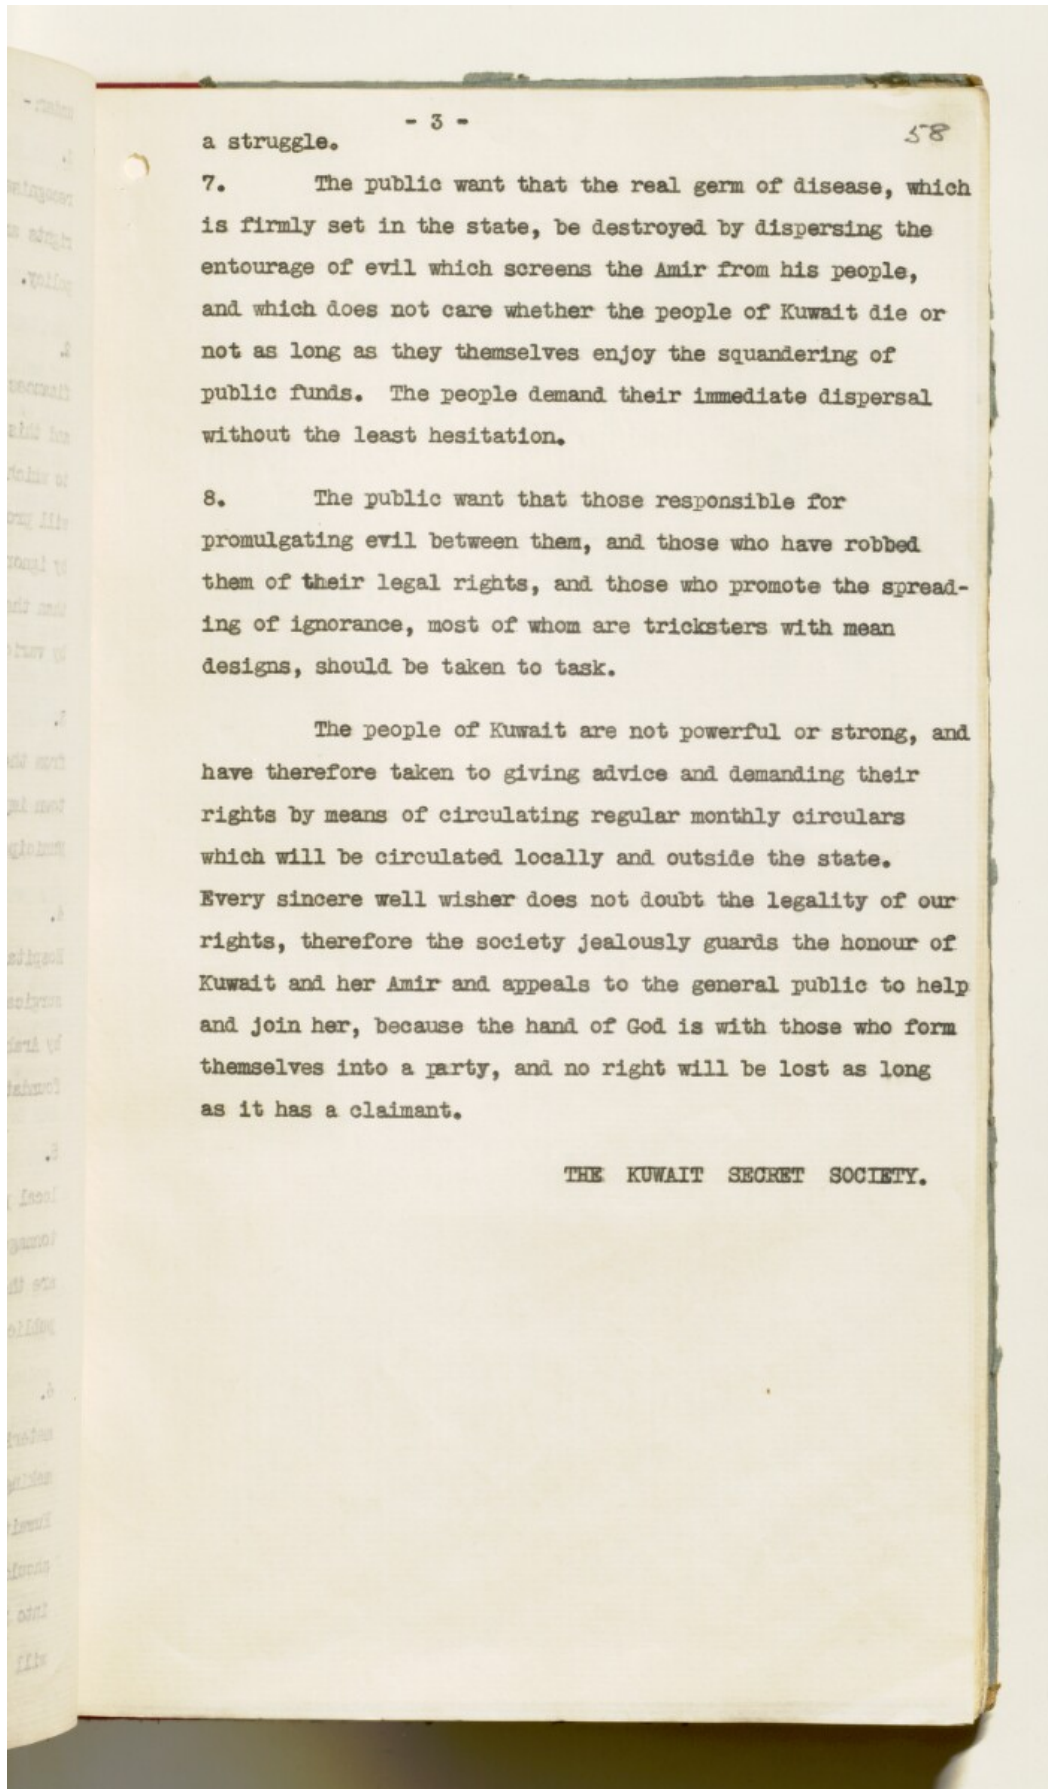 - 3 -
58
a struggle.
7. The public want that the real germ of disease, which
is firmly set in the state, be destroyed by dispersing the
entourage of evil which screens the Amir from his people,
and which does not care whether the people of Kuwait die or
not as long as they themselves enjoy the squandering of
public funds. The people demand their immediate dispersal
without the least hesitation.
8. The public want that those responsible for
promulgating evil between them, and those who have robbed
them of their legal rights, and those who promote the spread-
ing of ignorance, most of whom are tricksters with mean
designs, should be taken to task.
The people of Kuwait are not powerful or strong, and
have therefore taken to giving advice and demanding their
rights by means of circulating regular monthly circulars
which will be circulated locally and outside the state.
Every sincere well wisher does not doubt the legality of our
rights, therefore the society jealously guards the honour of
Kuwait and her Amir and appeals to the general public to help
and join her, because the hand of God is with those who form
themselves into a party, and no right will be lost as long
as it has a claimant.
THE KUWAIT SECRET SOCIETY.